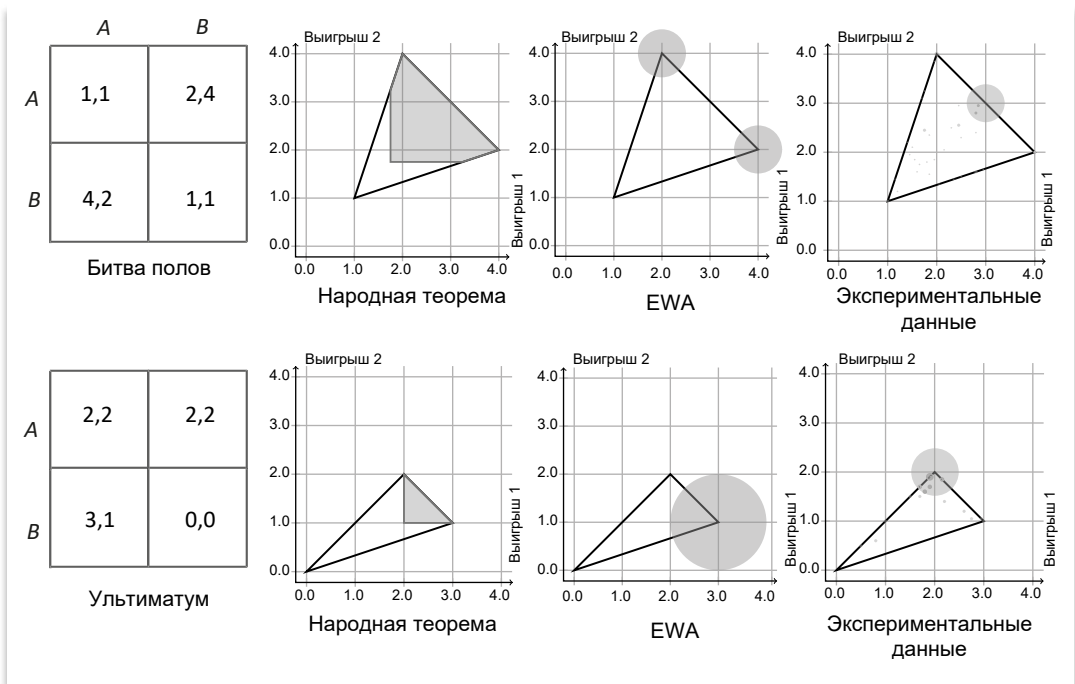 A B
A 1,1 2,4
B 4,2 1,1
Битва полов
Выигрыш 2
4.0
3.0
2.0
1.0
0.0
0.0 1.0 2.0 3.0 4.0
Выигрыш 1
Народная теорема
Выигрыш 2
4.0
3.0
2.0
1.0
0.0
0.0 1.0 2.0 3.0 4.0
Выигрыш 1
EWA
Выигрыш 2
4.0
3.0
2.0
1.0
0.0
0.0 1.0 2.0 3.0 4.0
Выигрыш 1
Экспериментальные
данные
A 2,2 2,2
B 3,1 0,0
Ультиматум
Выигрыш 2
4.0
3.0
2.0
1.0
0.0
0.0 1.0 2.0 3.0 4.0
Выигрыш 1
Народная теорема
Выигрыш 2
4.0
3.0
2.0
1.0
0.0
0.0 1.0 2.0 3.0 4.0
Выигрыш 1
EWA
Выигрыш 2
4.0
3.0
2.0
1.0
0.0
0.0 1.0 2.0 3.0 4.0
Выигрыш 1
Экспериментальные
данные